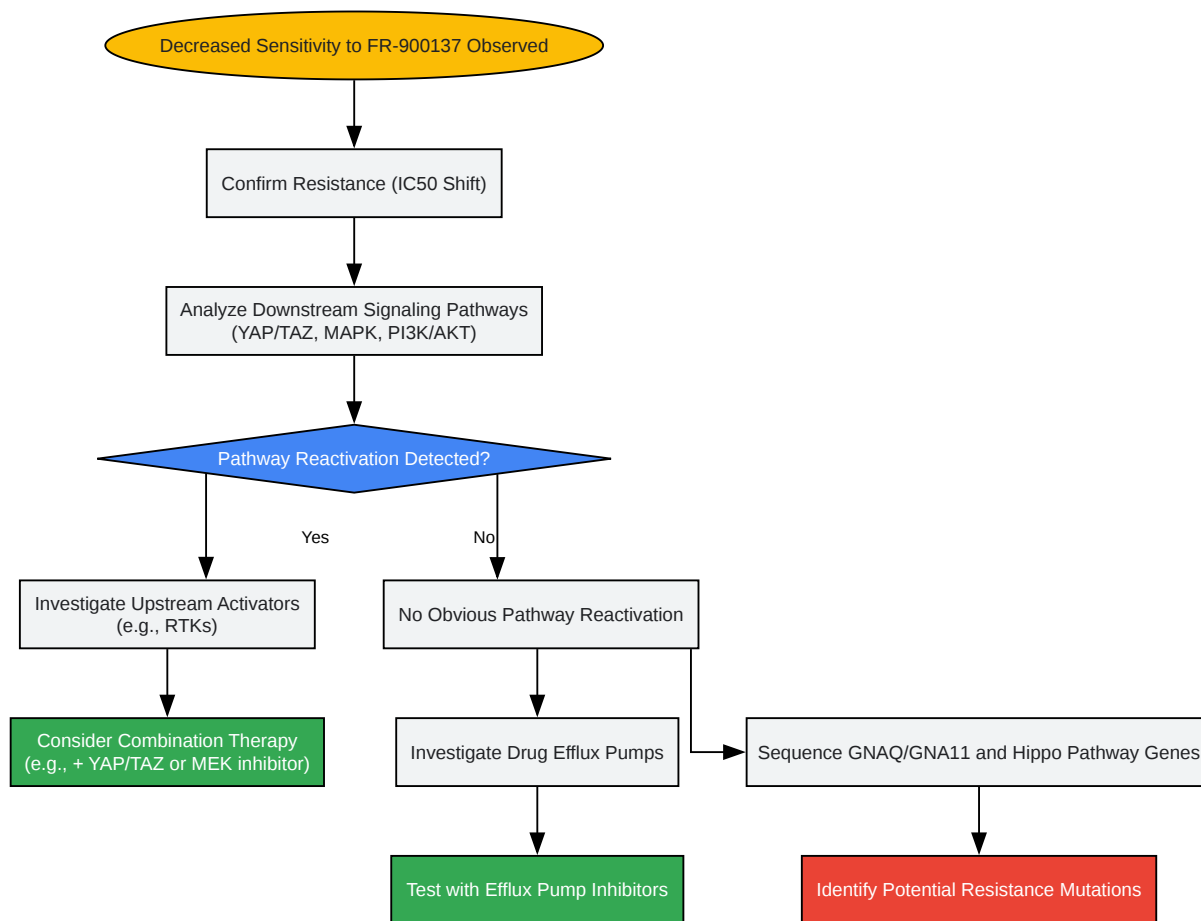 Decreased Sensitivity to FR-900137 Observed
Confirm Resistance (IC50 Shift)
Analyze Downstream Signaling Pathways
(YAP/TAZ, MAPK, PI3K/AKT)
Pathway Reactivation Detected?
Yes
No
Investigate Upstream Activators
(e.g., RTKs)
No Obvious Pathway Reactivation
Consider Combination Therapy
(e.g., + YAP/TAZ or MEK inhibitor)
Investigate Drug Efflux Pumps
Sequence GNAQ/GNA11 and Hippo Pathway Genes
Test with Efflux Pump Inhibitors
Identify Potential Resistance Mutations